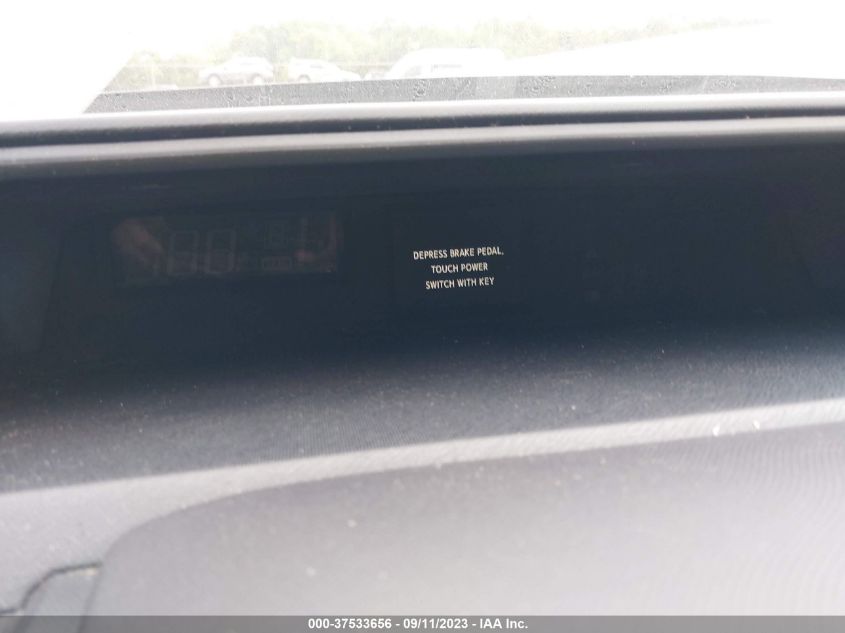 DEPRESS BRAKE PEDAL,
TOUCH POWER
SWITCH WITH KEY
000-37533656 - 09/11/2023 - IAA Inc.